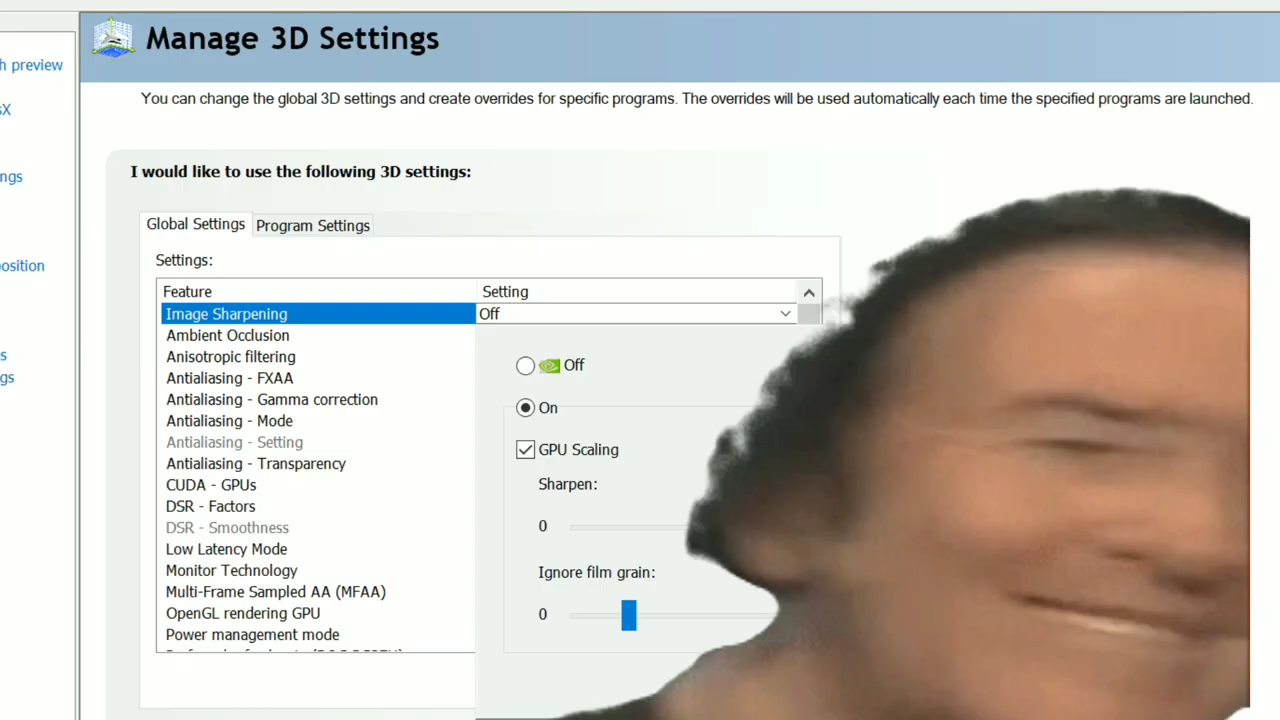 Manage 3D Settings
h preview
You can change the global 3D settings and create overrides for specific programs. The overrides will be used automatically each time the specified programs are launched.
sX
I would like to use the following 3D settings:
ngs
Global Settings Program Settings
Settings:
osition
Feature Setting
Image Sharpening Off
Ambient Occlusion
Anisotropic filtering
s
Off
Antialiasing - FXAA
gs
Antialiasing - Gamma correction
On
Antialiasing - Mode
Antialiasing - Setting
GPU Scaling
Antialiasing - Transparency
CUDA - GPUs
Sharpen:
DSR - Factors
DSR - Smoothness
0
Low Latency Mode
Monitor Technology
Ignore film grain:
Multi-Frame Sampled AA (MFAA)
OpenGL rendering GPU
0
Power management mode